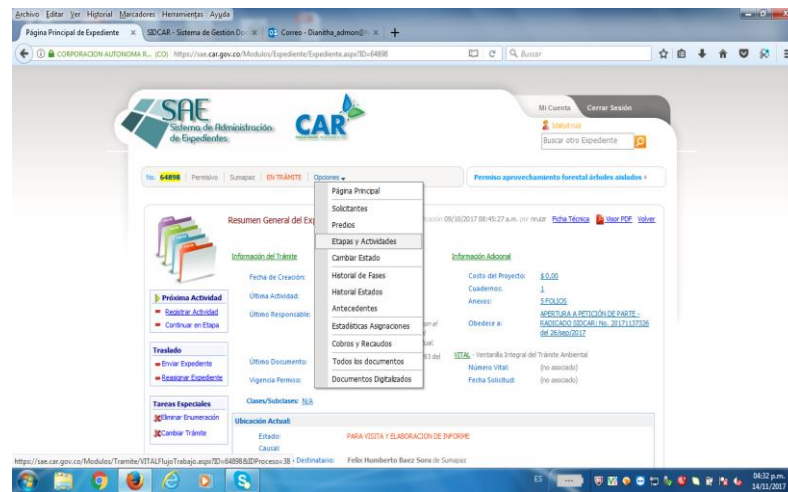 Archivo Editar Ver Historial Marcadores Herramientas Ayuda
Página Principal de Expediente × SIDCAR - Sistema de Gestión Doc × Correo - Dianitha_admon@h × +
CORPORACION AUTONOMA R... (CO) https://sae.car.gov.co/Modulos/Expediente/Expediente.aspx?ID=64898 Buscar
SAE
Sistema de Administración
de Expedientes
CAR
Mi Cuenta Cerrar Sesión
Buscar otro Expediente
No. 64898 Permisivo Sumapaz EN TRÁMITE Opciones
Permiso aprovechamiento forestal árboles aislados
Página Principal
Solicitantes
Predios
Etapas y Actividades
Cambiar Estado
Historial de Fases
Historial Estados
Antecedentes
Estadísticas Asignaciones
Cobros y Recaudos
Todos los documentos
Documentos Digitalizados
Resumen General del Ex 09/10/2017 08:45:27 a.m. por Ficha Técnica Visor PDF Volver
Información del Trámite
Información Adicional
Fecha de Creación:
Última Actividad:
Último Responsable:
Último Documento:
Vigencia Permiso:
Costo del Proyecto: $ 0,00
Cuadernos: 1
Anexos: 5 FOLIOS
Obedece a: APERTURA A PETICIÓN DE PARTE -
RADICADO SIDCAR: No. 20171137326
del 26/sep/2017
VITAL - Ventanilla Integral del Trámite Ambiental
Número Vital: (no asociado)
Fecha Solicitud: (no asociado)
Próxima Actividad
Registrar Actividad
Continuar en Etapa
Traslado
Enviar Expediente
Reasignar Expediente
Tareas Especiales
Eliminar Enumeración
Cambiar Trámite
Clases/Subclases: N/A
Ubicación Actual:
Estado: PARA VISITA Y ELABORACION DE INFORME
Causal:
Destinatario: Felix Humberto Baez Sora de Sumapaz
https://sae.car.gov.co/Modulos/Tramite/VITALFlujoTrabajo.aspx?ID=64898&IDProceso=38
ES
04:32 p.m.
14/11/2017